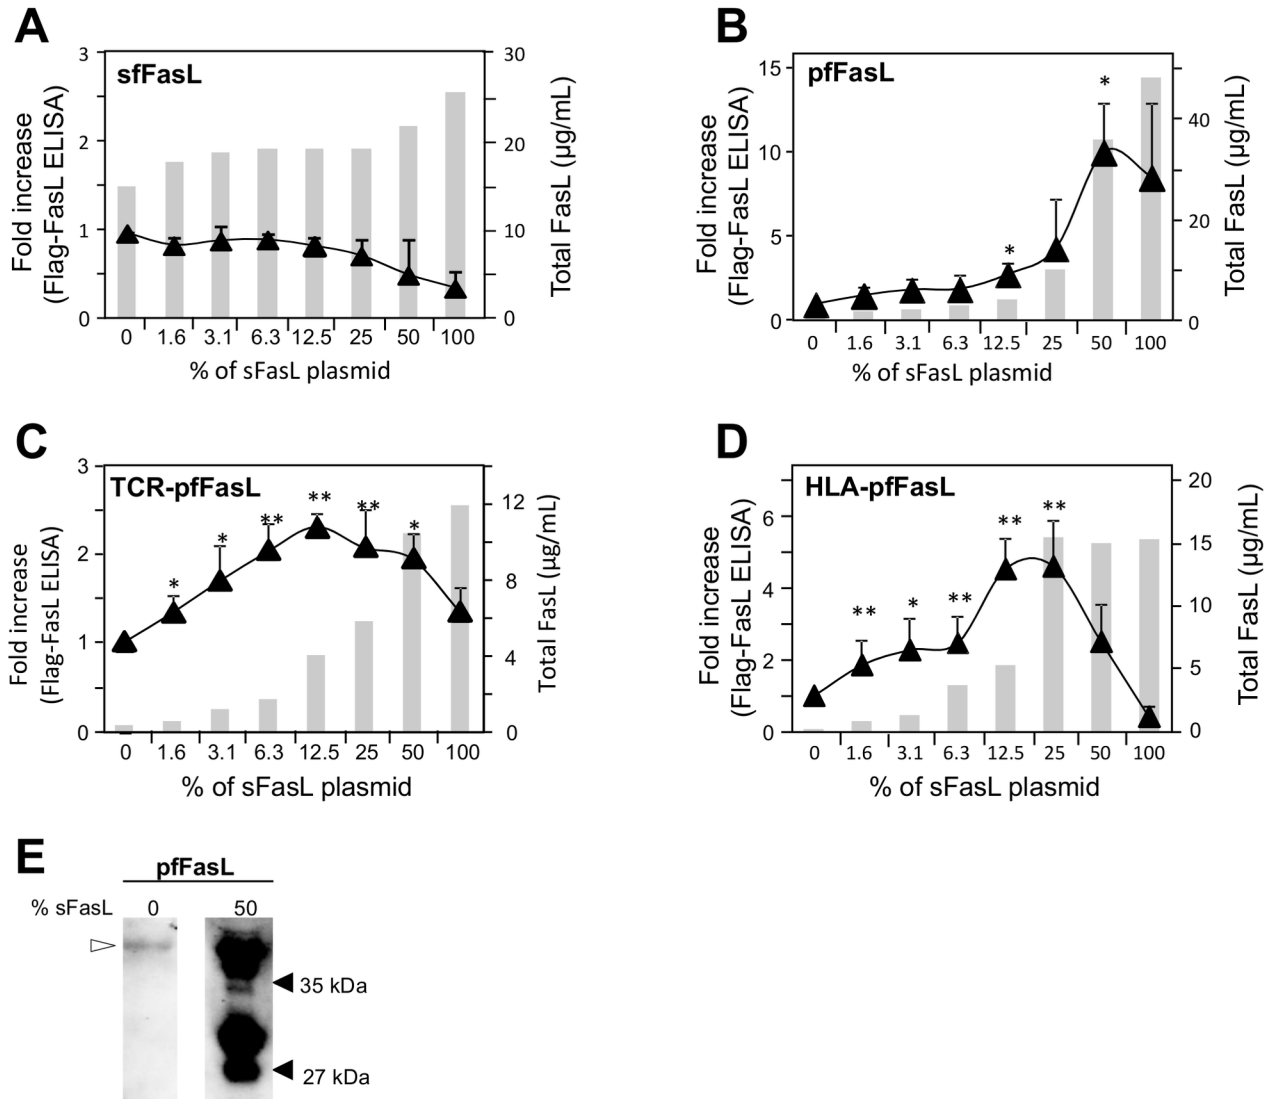 A
sfFasL
3
2
1
0
30
20
10
0
Fold increase
(Flag-FasL ELISA)
Total FasL (µg/mL)
0 1.6 3.1 6.3 12.5 25 50 100
% of sFasL plasmid
B
pfFasL
15
10
5
0
40
20
0
Fold increase
(Flag-FasL ELISA)
Total FasL (µg/mL)
*
*
0 1.6 3.1 6.3 12.5 25 50 100
% of sFasL plasmid
C
TCR-pfFasL
3
2
1
0
12
8
4
0
Fold increase
(Flag-FasL ELISA)
Total FasL (µg/mL)
* * ** ** ** *
0 1.6 3.1 6.3 12.5 25 50 100
% of sFasL plasmid
D
HLA-pfFasL
6
4
2
0
20
15
10
5
0
Fold increase
(Flag-FasL ELISA)
Total FasL (µg/mL)
** * ** ** **
0 1.6 3.1 6.3 12.5 25 50 100
% of sFasL plasmid
E
pfFasL
% sFasL 0 50
35 kDa
27 kDa